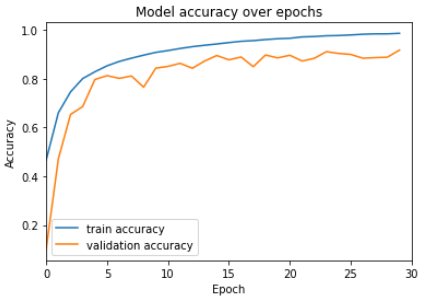 Model accuracy over epochs
1.0
0.8
0.6
0.4
0.2
Accuracy
train accuracy
validation accuracy
0 5 10 15 20 25 30
Epoch